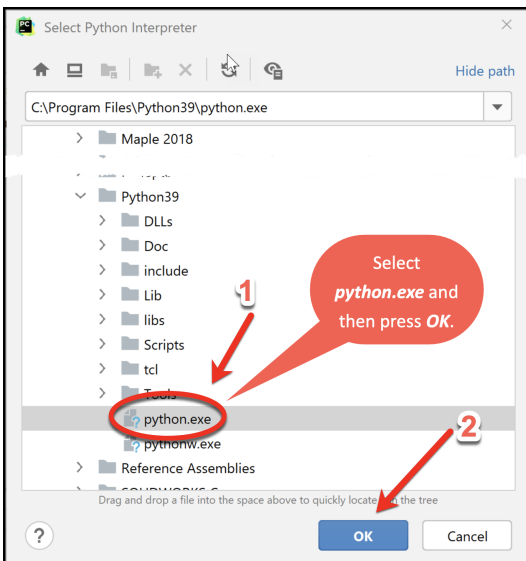 PC
Select Python Interpreter
Hide path
C:\Program Files\Python39\python.exe
Maple 2018
Python39
DLLs
Doc
include
Lib
libs
Scripts
tcl
Tools
python.exe
pythonw.exe
Reference Assemblies
1
Select
python.exe and
then press OK.
2
Drag and drop a file into the space above to quickly locate in the tree
?
OK
Cancel